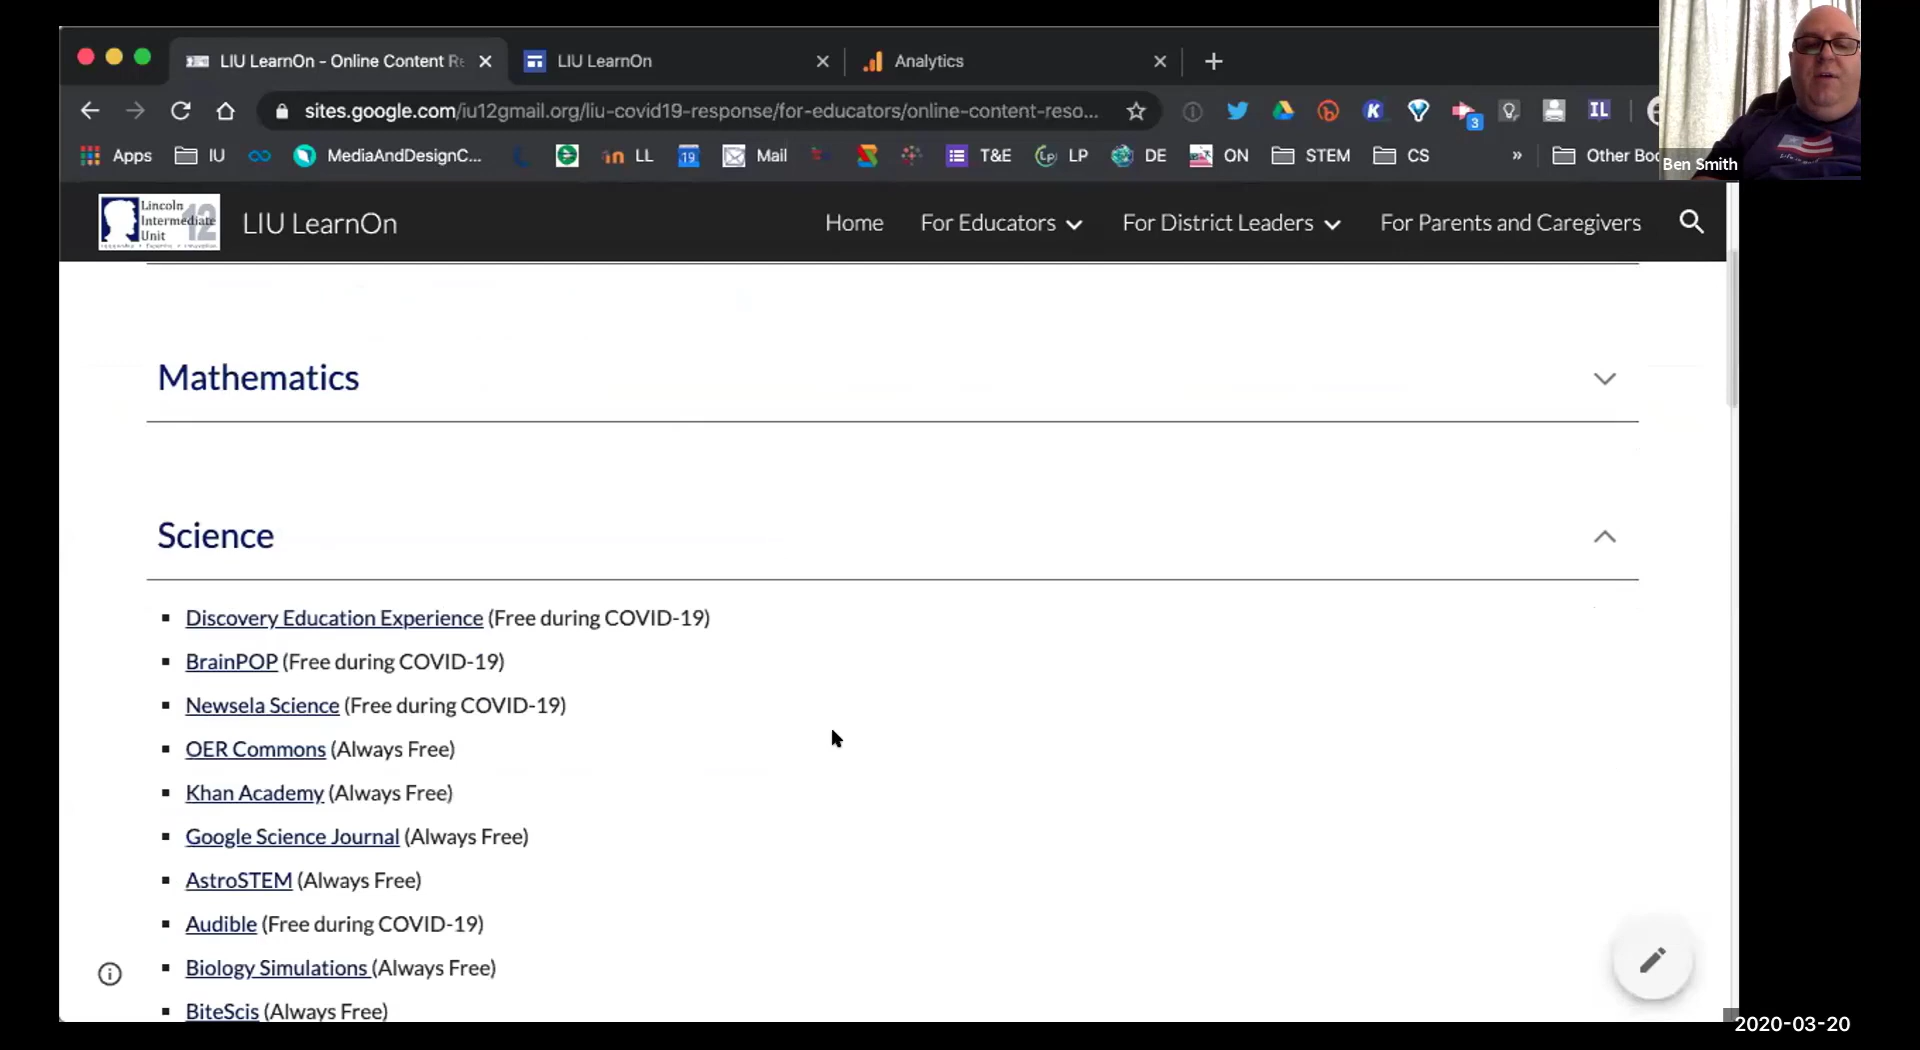 LIU LearnOn - Online Content Re
LIU LearnOn
Analytics
sites.google.com/iu12gmail.org/liu-covid19-response/for-educators/online-content-reso...
3
IL
Apps
IU
MediaAndDesignC...
LL
19
Mail
T&E
LP
DE
ON
STEM
CS
»
Other Boo
Ben Smith
Lincoln
Intermediate
Unit
12
LIU LearnOn
Home
For Educators
For District Leaders
For Parents and Caregivers
Mathematics
Science
Discovery Education Experience (Free during COVID-19)
BrainPOP (Free during COVID-19)
Newsela Science (Free during COVID-19)
OER Commons (Always Free)
Khan Academy (Always Free)
Google Science Journal (Always Free)
AstroSTEM (Always Free)
Audible (Free during COVID-19)
Biology Simulations (Always Free)
BiteScis (Always Free)
2020-03-20